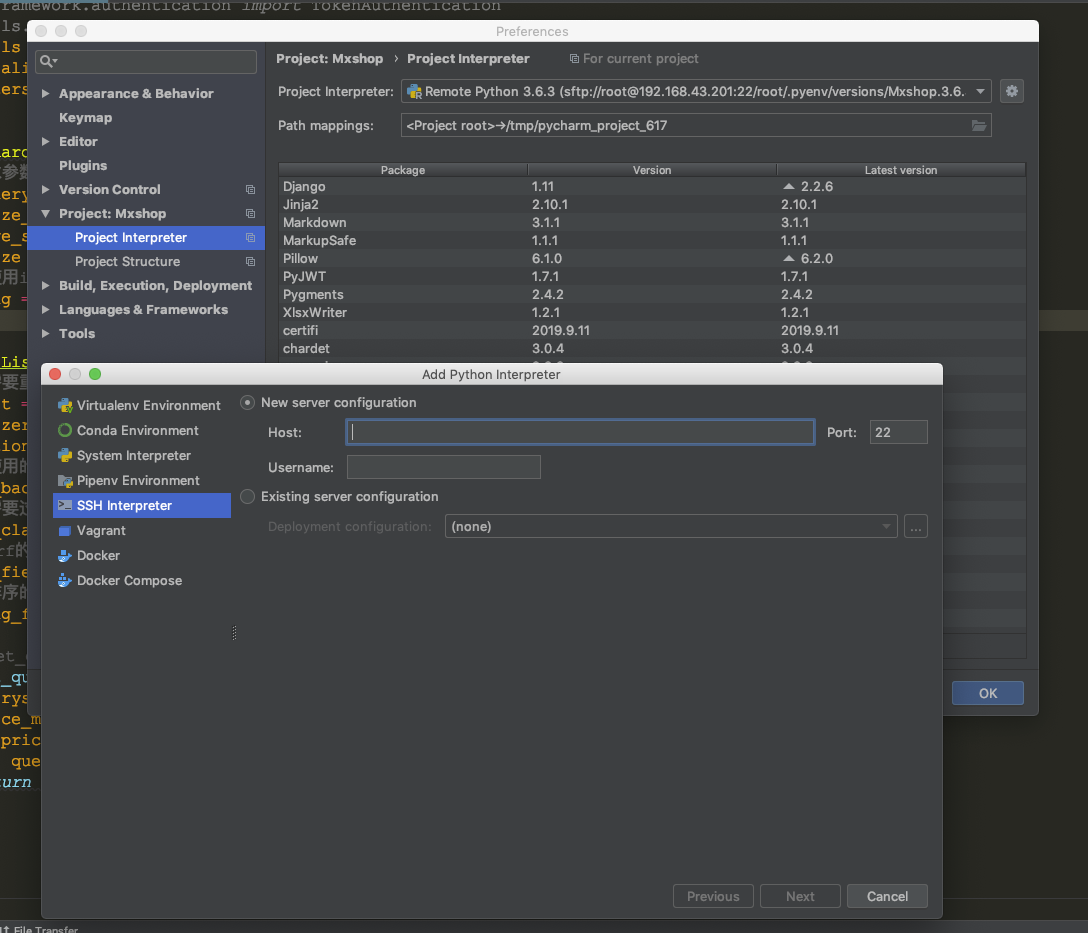 ramework.authentication import TokenAuthentication
Preferences
Project: Mxshop › Project Interpreter
For current project
Appearance & Behavior
Keymap
Editor
Plugins
Version Control
Project: Mxshop
Project Interpreter
Project Structure
Build, Execution, Deployment
Languages & Frameworks
Tools
Project Interpreter:
Remote Python 3.6.3 (sftp://root@192.168.43.201:22/root/.pyenv/versions/Mxshop.3.6.
Path mappings:
<Project root>→/tmp/pycharm_project_617
Package Version Latest version
Django 1.11 2.2.6
Jinja2 2.10.1 2.10.1
Markdown 3.1.1 3.1.1
MarkupSafe 1.1.1 1.1.1
Pillow 6.1.0 6.2.0
PyJWT 1.7.1 1.7.1
Pygments 2.4.2 2.4.2
XlsxWriter 1.2.1 1.2.1
certifi 2019.9.11 2019.9.11
chardet 3.0.4 3.0.4
Add Python Interpreter
Virtualenv Environment
Conda Environment
System Interpreter
Pipenv Environment
SSH Interpreter
Vagrant
Docker
Docker Compose
New server configuration
Host:
Port: 22
Username:
Existing server configuration
Deployment configuration: (none)
...
Previous Next Cancel
OK
File Transfer